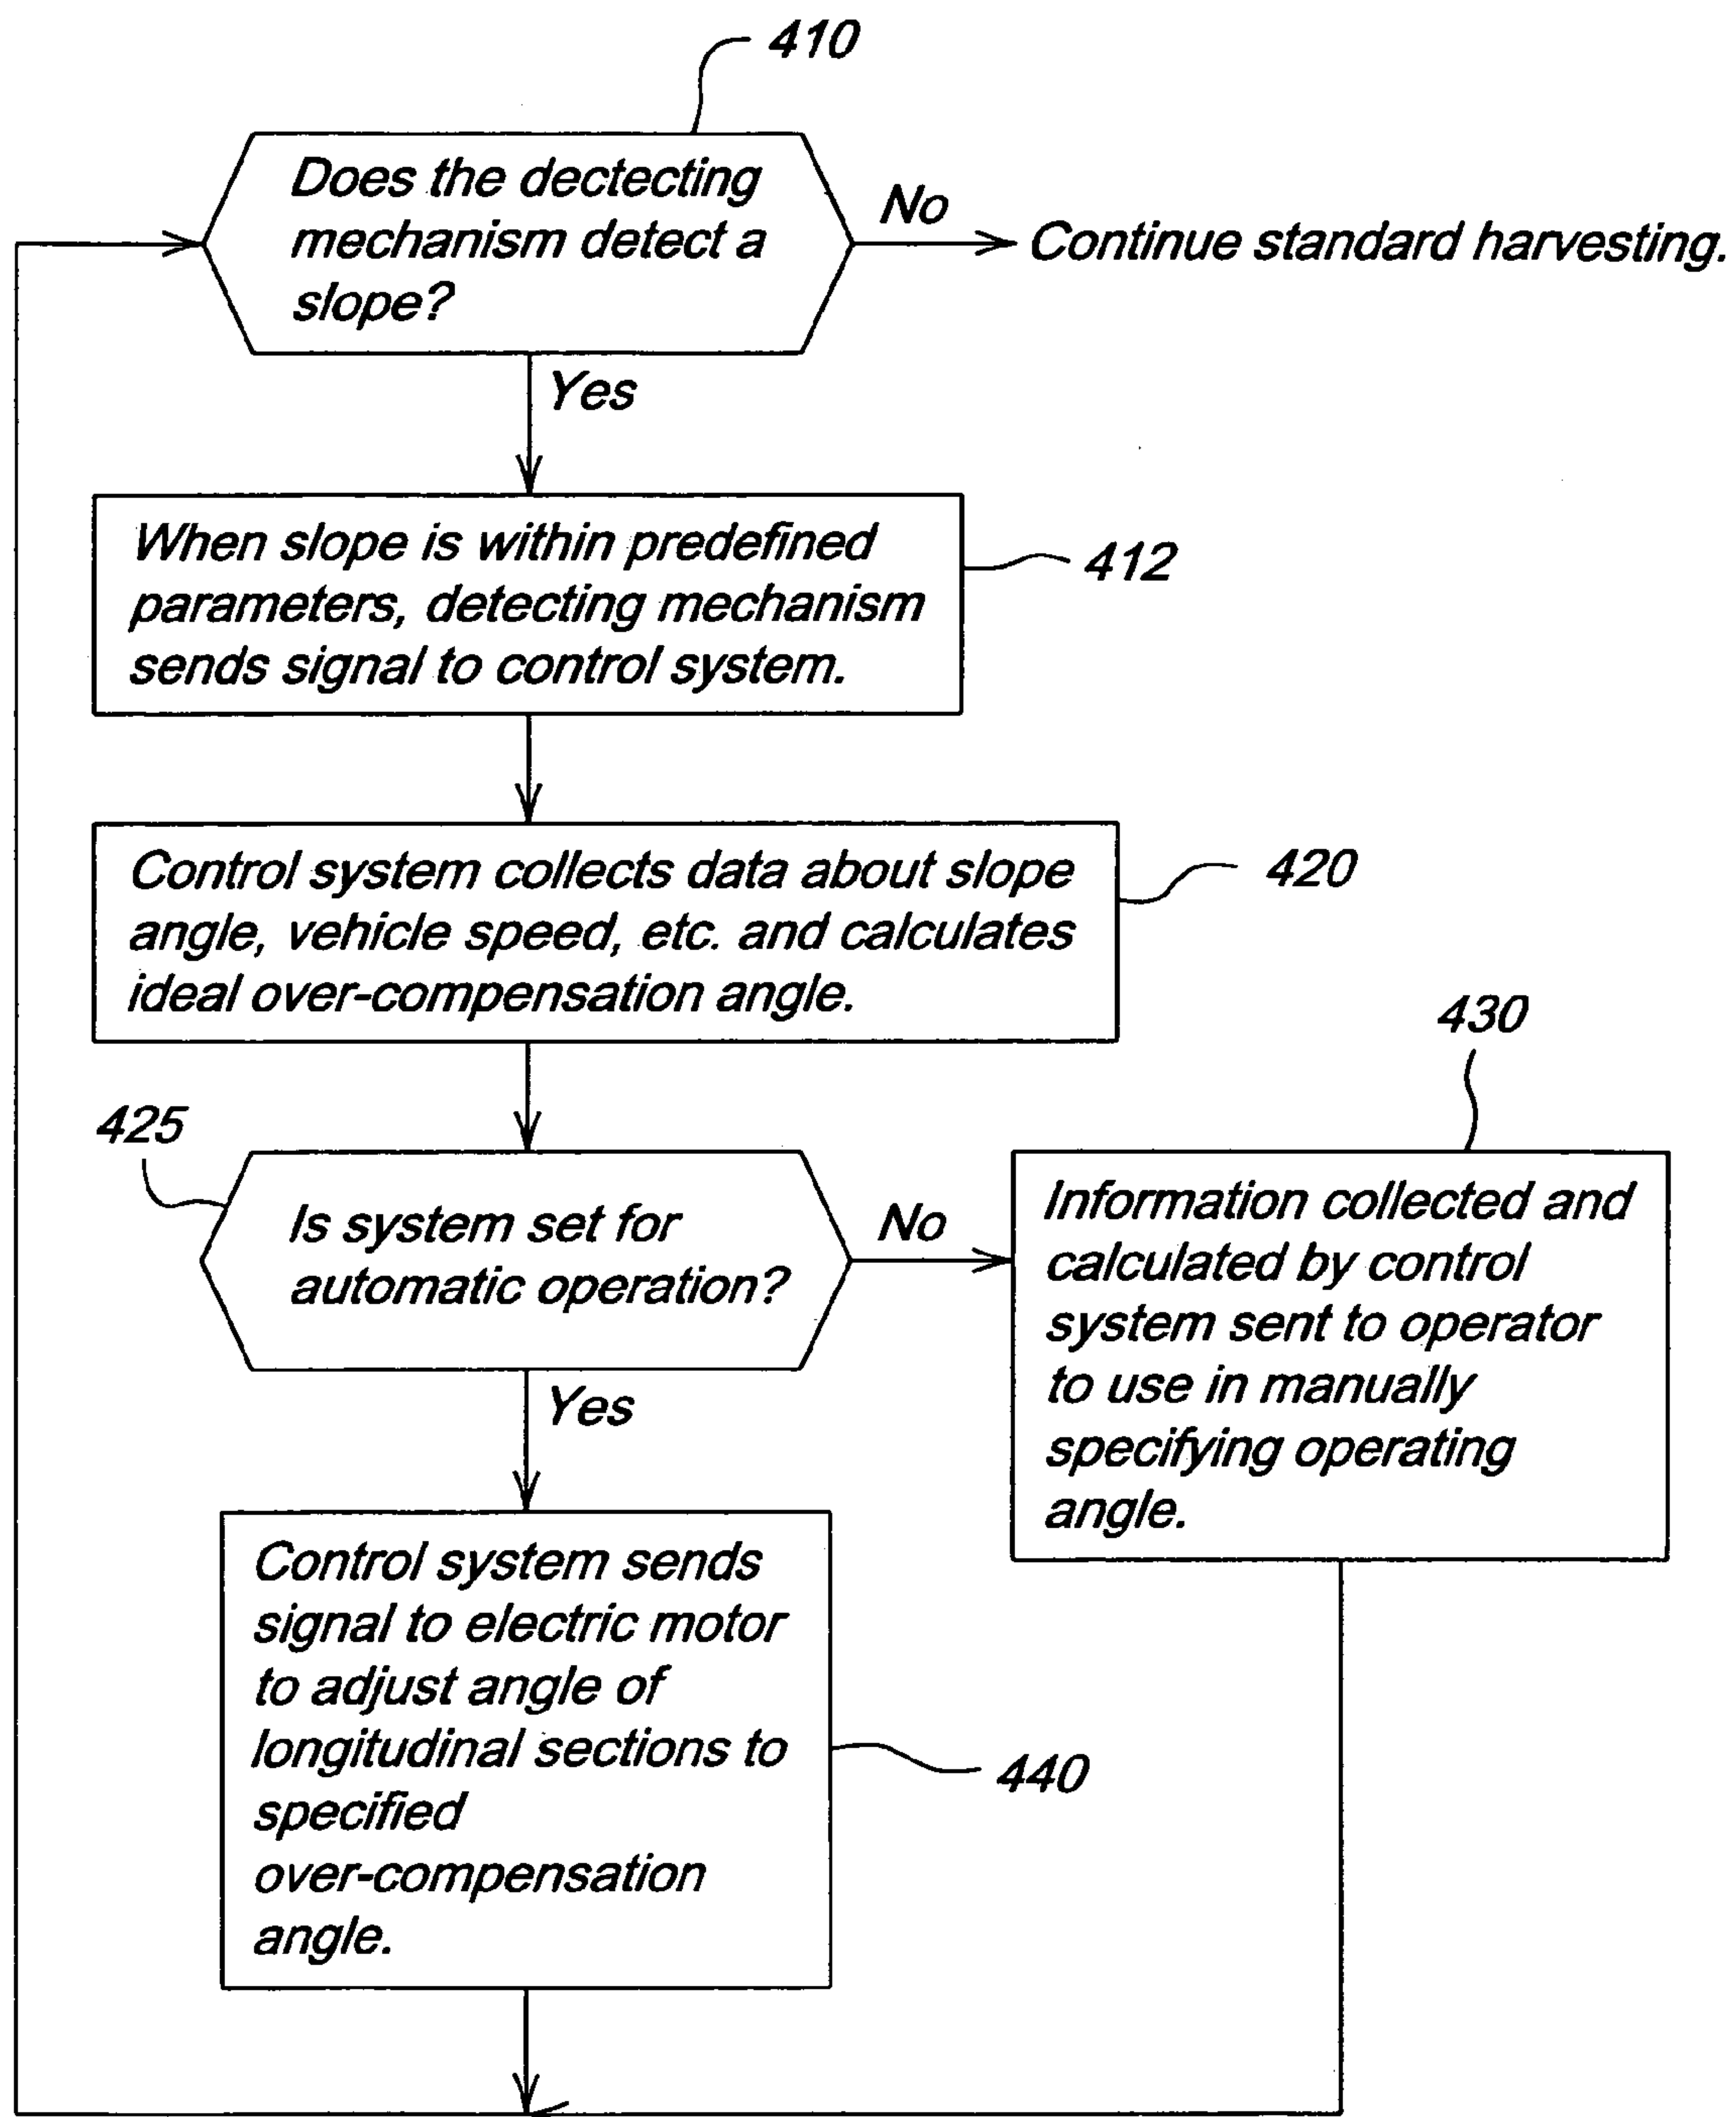 410
Does the dectecting
mechanism detect a
slope?
No
Continue standard harvesting.
Yes
When slope is within predefined
parameters, detecting mechanism
sends signal to control system.
412
Control system collects data about slope
angle, vehicle speed, etc. and calculates
ideal over-compensation angle.
420
425
Is system set for
automatic operation?
No
430
Information collected and
calculated by control
system sent to operator
to use in manually
specifying operating
angle.
Yes
Control system sends
signal to electric motor
to adjust angle of
longitudinal sections to
specified
over-compensation
angle.
440